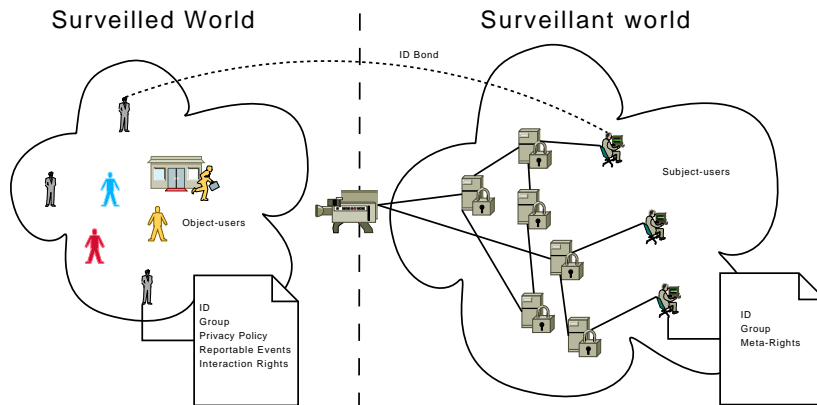 Surveilled World
Surveillant world
ID Bond
Subject-users
Object-users
ID
Group
Privacy Policy
Reportable Events
Interaction Rights
ID
Group
Meta-Rights